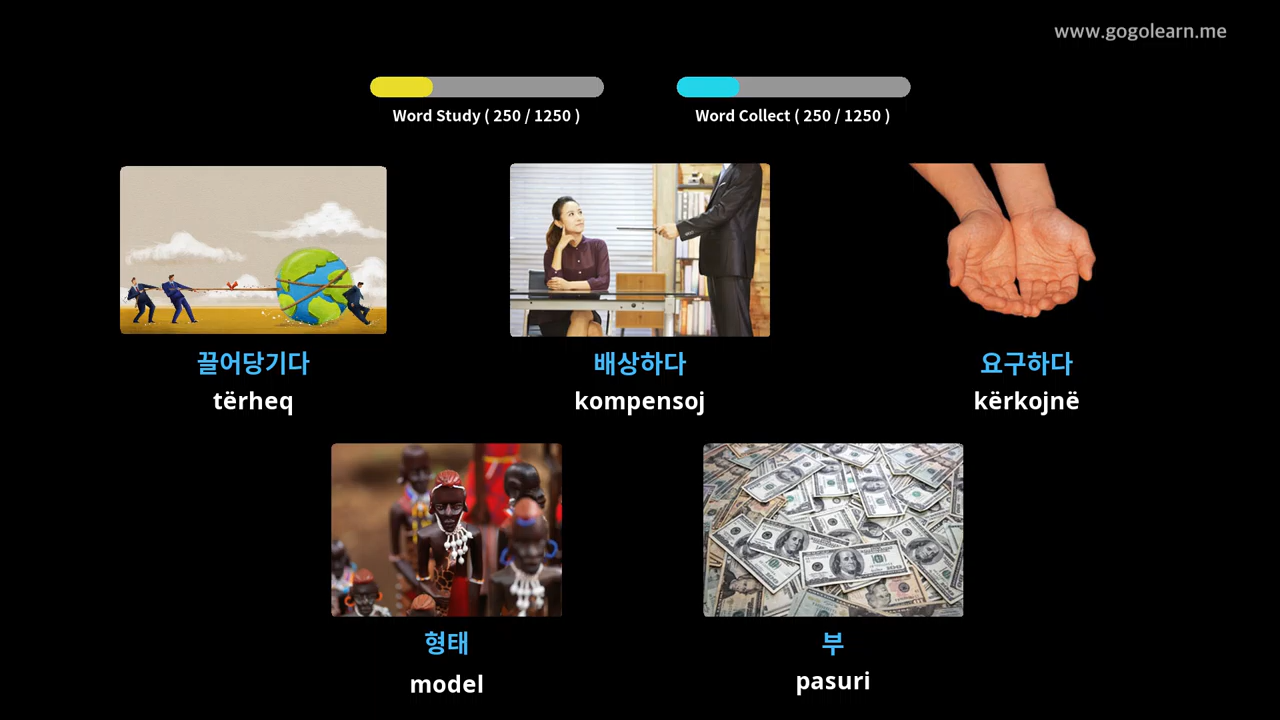 www.gogolearn.me
Word Study ( 250 / 1250 )
Word Collect ( 250 / 1250 )
끌어당기다
tërheq
배상하다
kompensoj
요구하다
kërkojnë
형태
model
부
pasuri